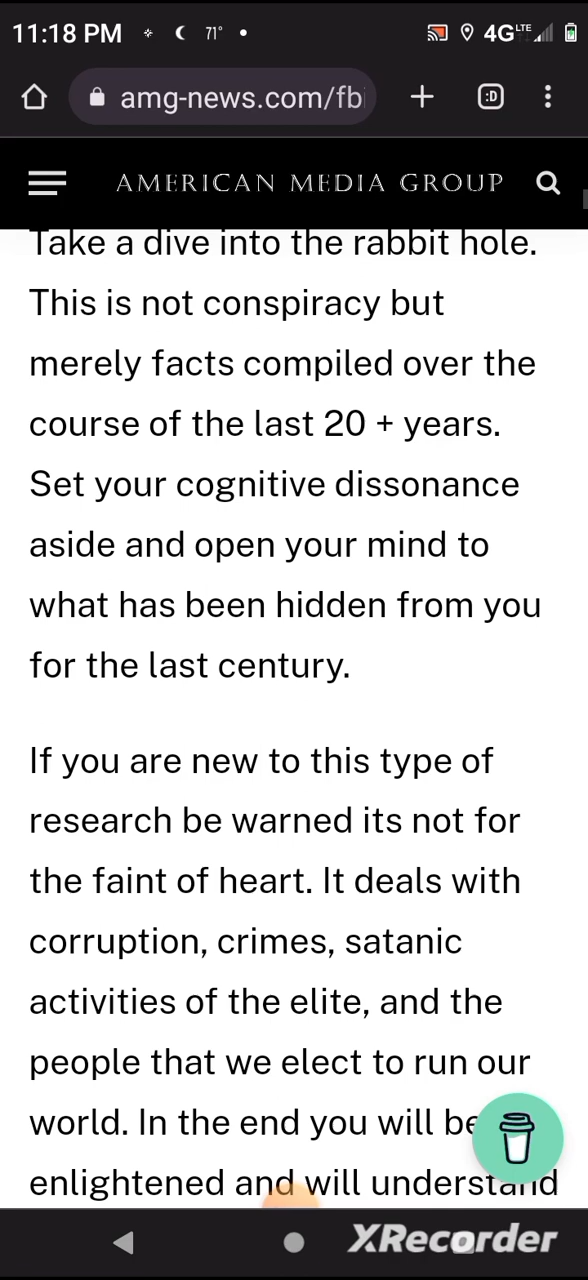 11:18 PM 71° 4G LTE
amg-news.com/fb :D
AMERICAN MEDIA GROUP
Take a dive into the rabbit hole.
This is not conspiracy but
merely facts compiled over the
course of the last 20 + years.
Set your cognitive dissonance
aside and open your mind to
what has been hidden from you
for the last century.
If you are new to this type of
research be warned its not for
the faint of heart. It deals with
corruption, crimes, satanic
activities of the elite, and the
people that we elect to run our
world. In the end you will be
enlightened and will understand
XRecorder